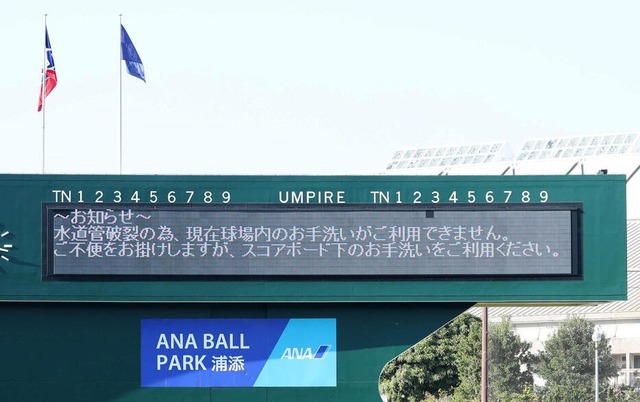 TN 1 2 3 4 5 6 7 8 9 UMPIRE TN 1 2 3 4 5 6 7 8 9
～お知らせ～
水道管破裂の為、現在球場内のお手洗いがご利用できません。
ご不便をお掛けしますが、スコアボード下のお手洗いをご利用ください。
ANA BALL
PARK 浦添
ANA